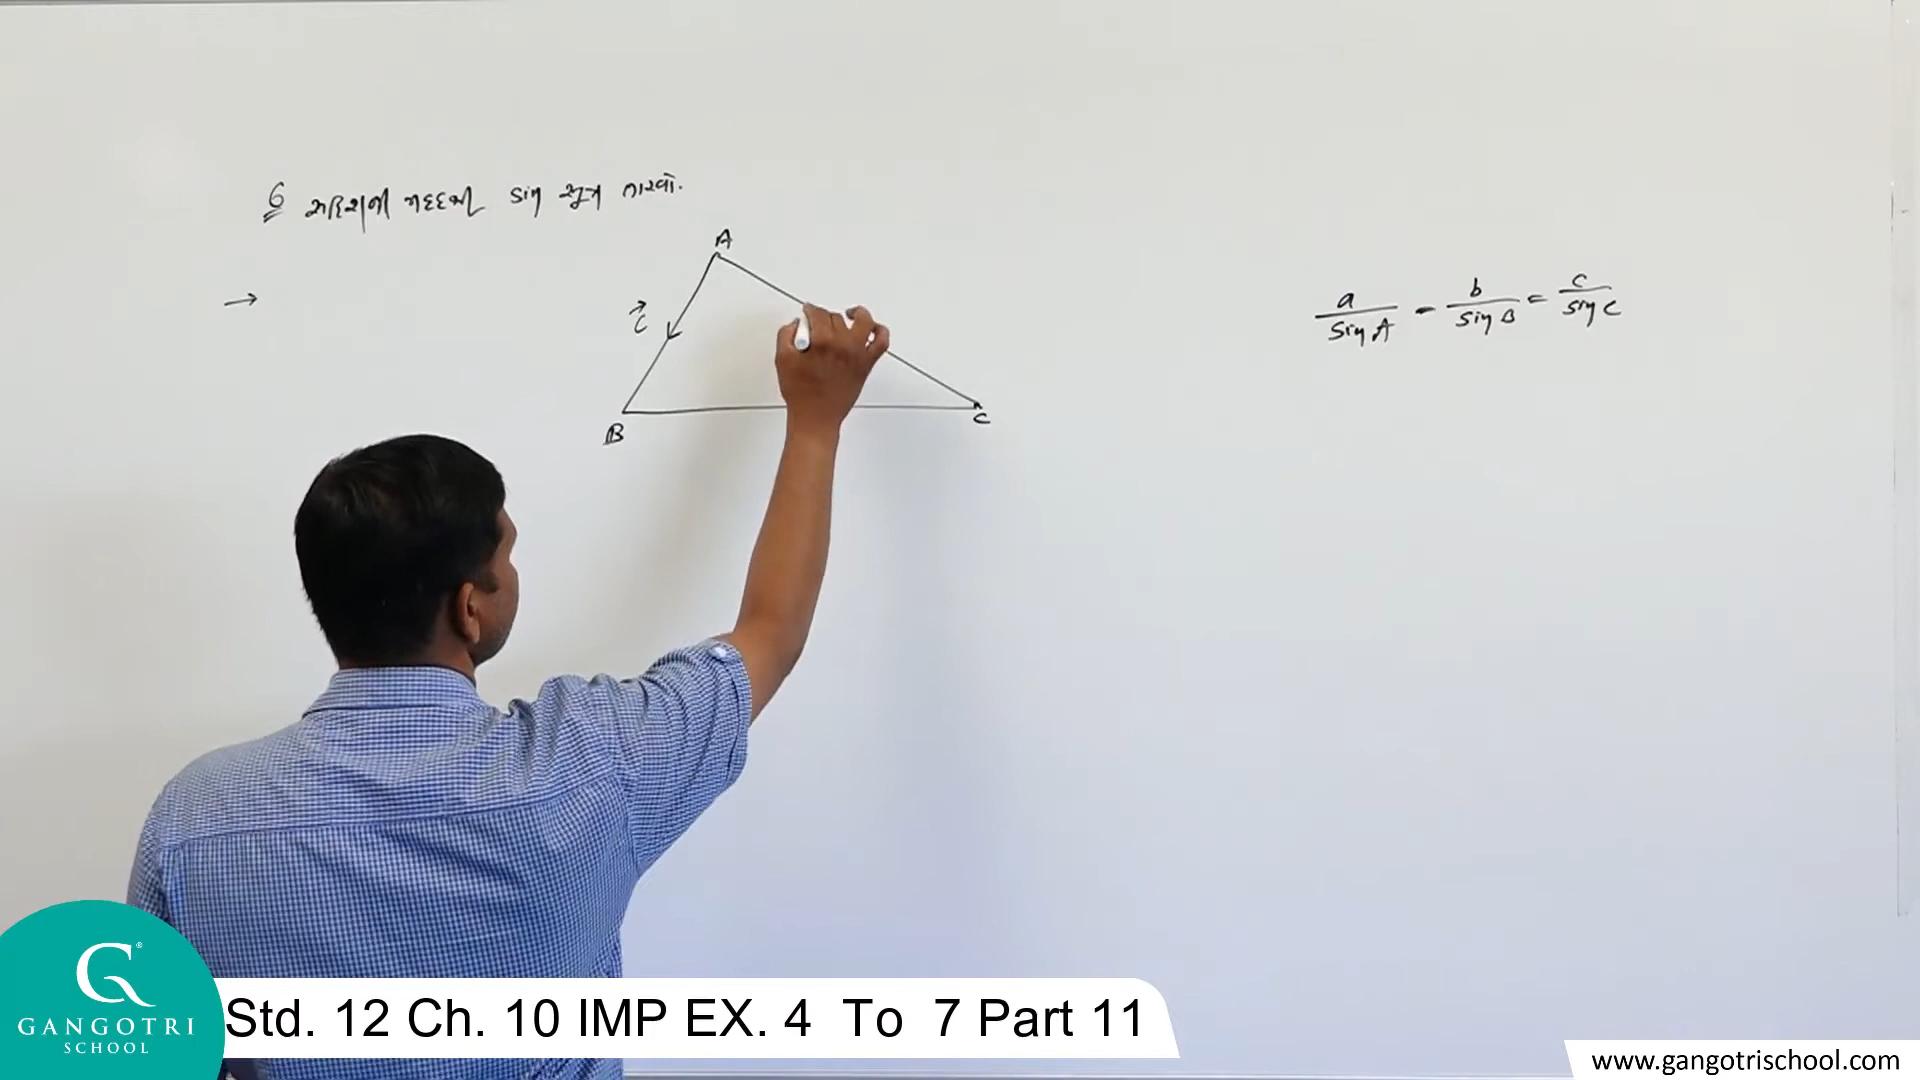 6 સદિશની મદદથી sin સૂત્ર તારવો.
→
A
c⃗
B
C
a/sin A = b/sin B = c/sin C
GANGOTRI
SCHOOL
Std. 12 Ch. 10 IMP EX. 4 To 7 Part 11
www.gangotrischool.com